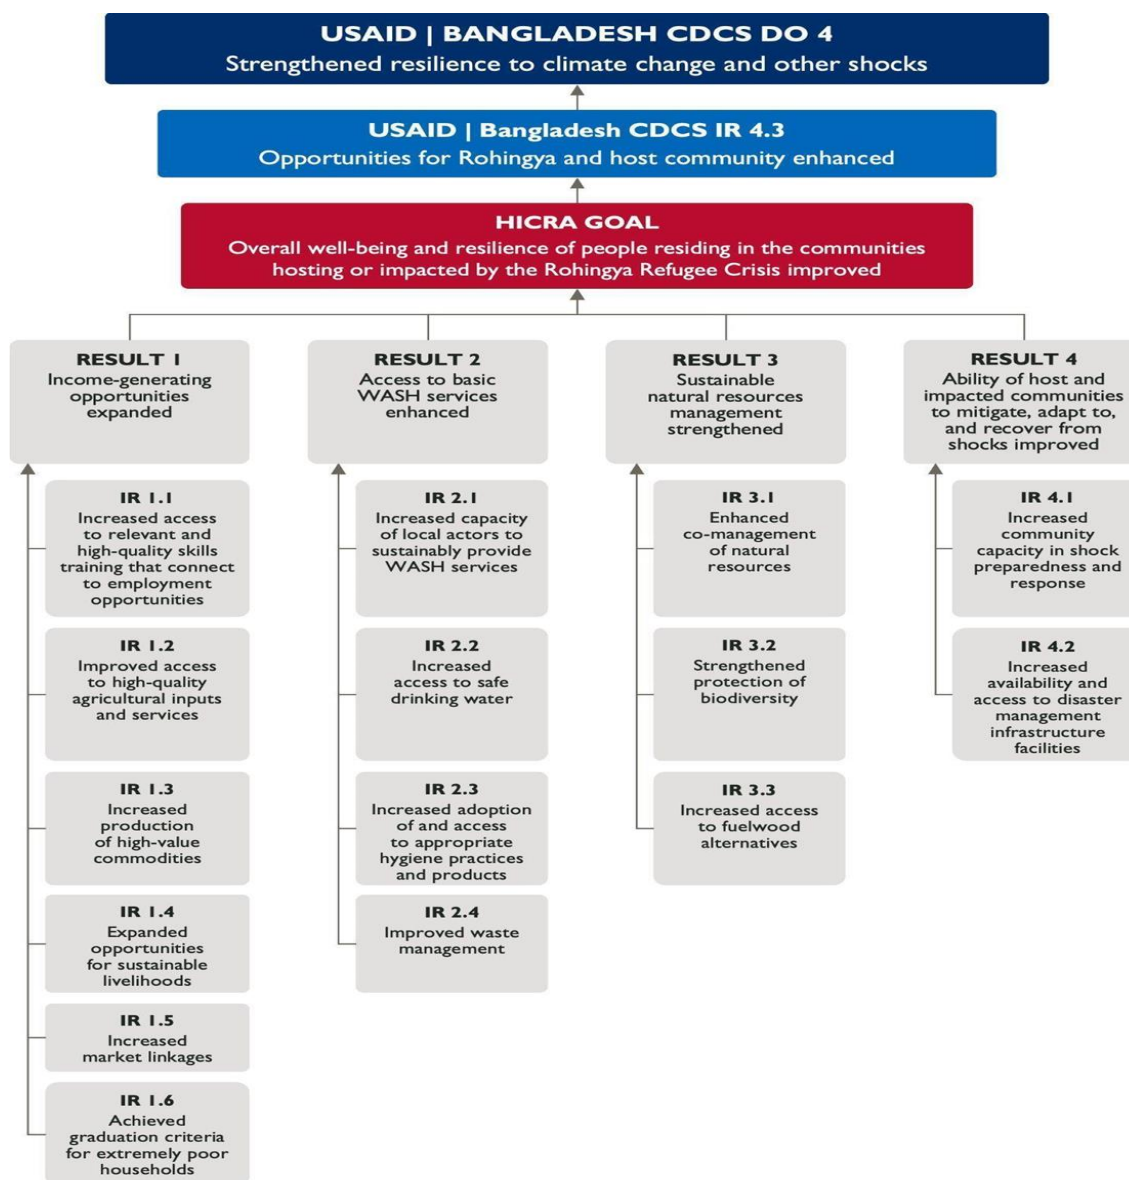 USAID | BANGLADESH CDCS DO 4
Strengthened resilience to climate change and other shocks
USAID | Bangladesh CDCS IR 4.3
Opportunities for Rohingya and host community enhanced
HICRA GOAL
Overall well-being and resilience of people residing in the communities
hosting or impacted by the Rohingya Refugee Crisis improved
RESULT 1
Income-generating
opportunities
expanded
IR 1.1
Increased access
to relevant and
high-quality skills
training that connect
to employment
opportunities
IR 1.2
Improved access
to high-quality
agricultural inputs
and services
IR 1.3
Increased
production
of high-value
commodities
IR 1.4
Expanded
opportunities
for sustainable
livelihoods
IR 1.5
Increased
market linkages
IR 1.6
Achieved
graduation criteria
for extremely poor
households
RESULT 2
Access to basic
WASH services
enhanced
IR 2.1
Increased capacity
of local actors to
sustainably provide
WASH services
IR 2.2
Increased
access to safe
drinking water
IR 2.3
Increased adoption
of and access
to appropriate
hygiene practices
and products
IR 2.4
Improved waste
management
RESULT 3
Sustainable
natural resources
management
strengthened
IR 3.1
Enhanced
co-management
of natural
resources
IR 3.2
Strengthened
protection of
biodiversity
IR 3.3
Increased access
to fuelwood
alternatives
RESULT 4
Ability of host and
impacted communities
to mitigate, adapt to,
and recover from
shocks improved
IR 4.1
Increased
community
capacity in shock
preparedness and
response
IR 4.2
Increased
availability and
access to disaster
management
infrastructure
facilities